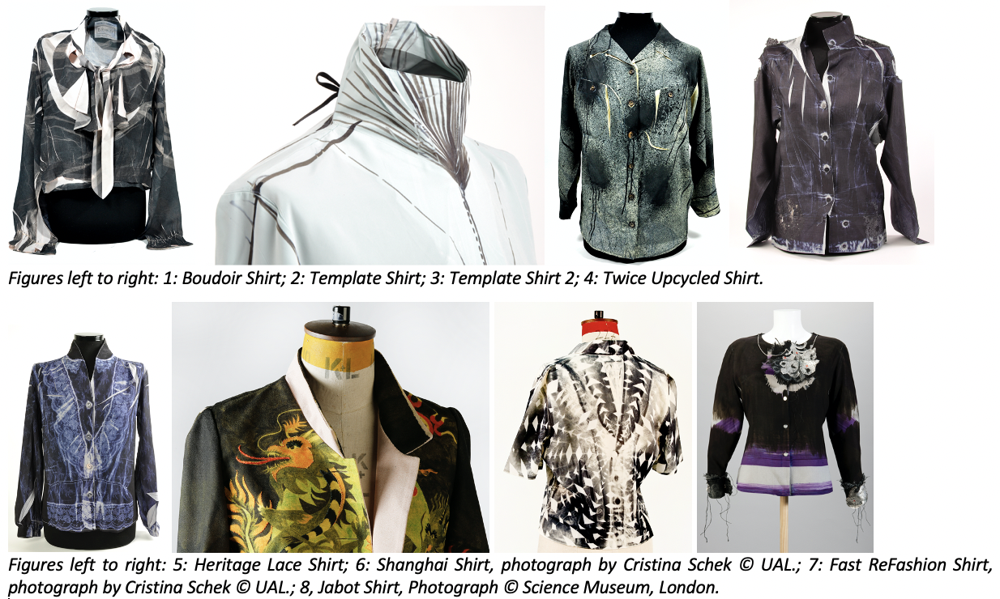 Figures left to right: 1: Boudoir Shirt; 2: Template Shirt; 3: Template Shirt 2; 4: Twice Upcycled Shirt.
KL
K
Figures left to right: 5: Heritage Lace Shirt; 6: Shanghai Shirt, photograph by Cristina Schek © UAL.; 7: Fast ReFashion Shirt,
photograph by Cristina Schek © UAL.; 8, Jabot Shirt, Photograph © Science Museum, London.